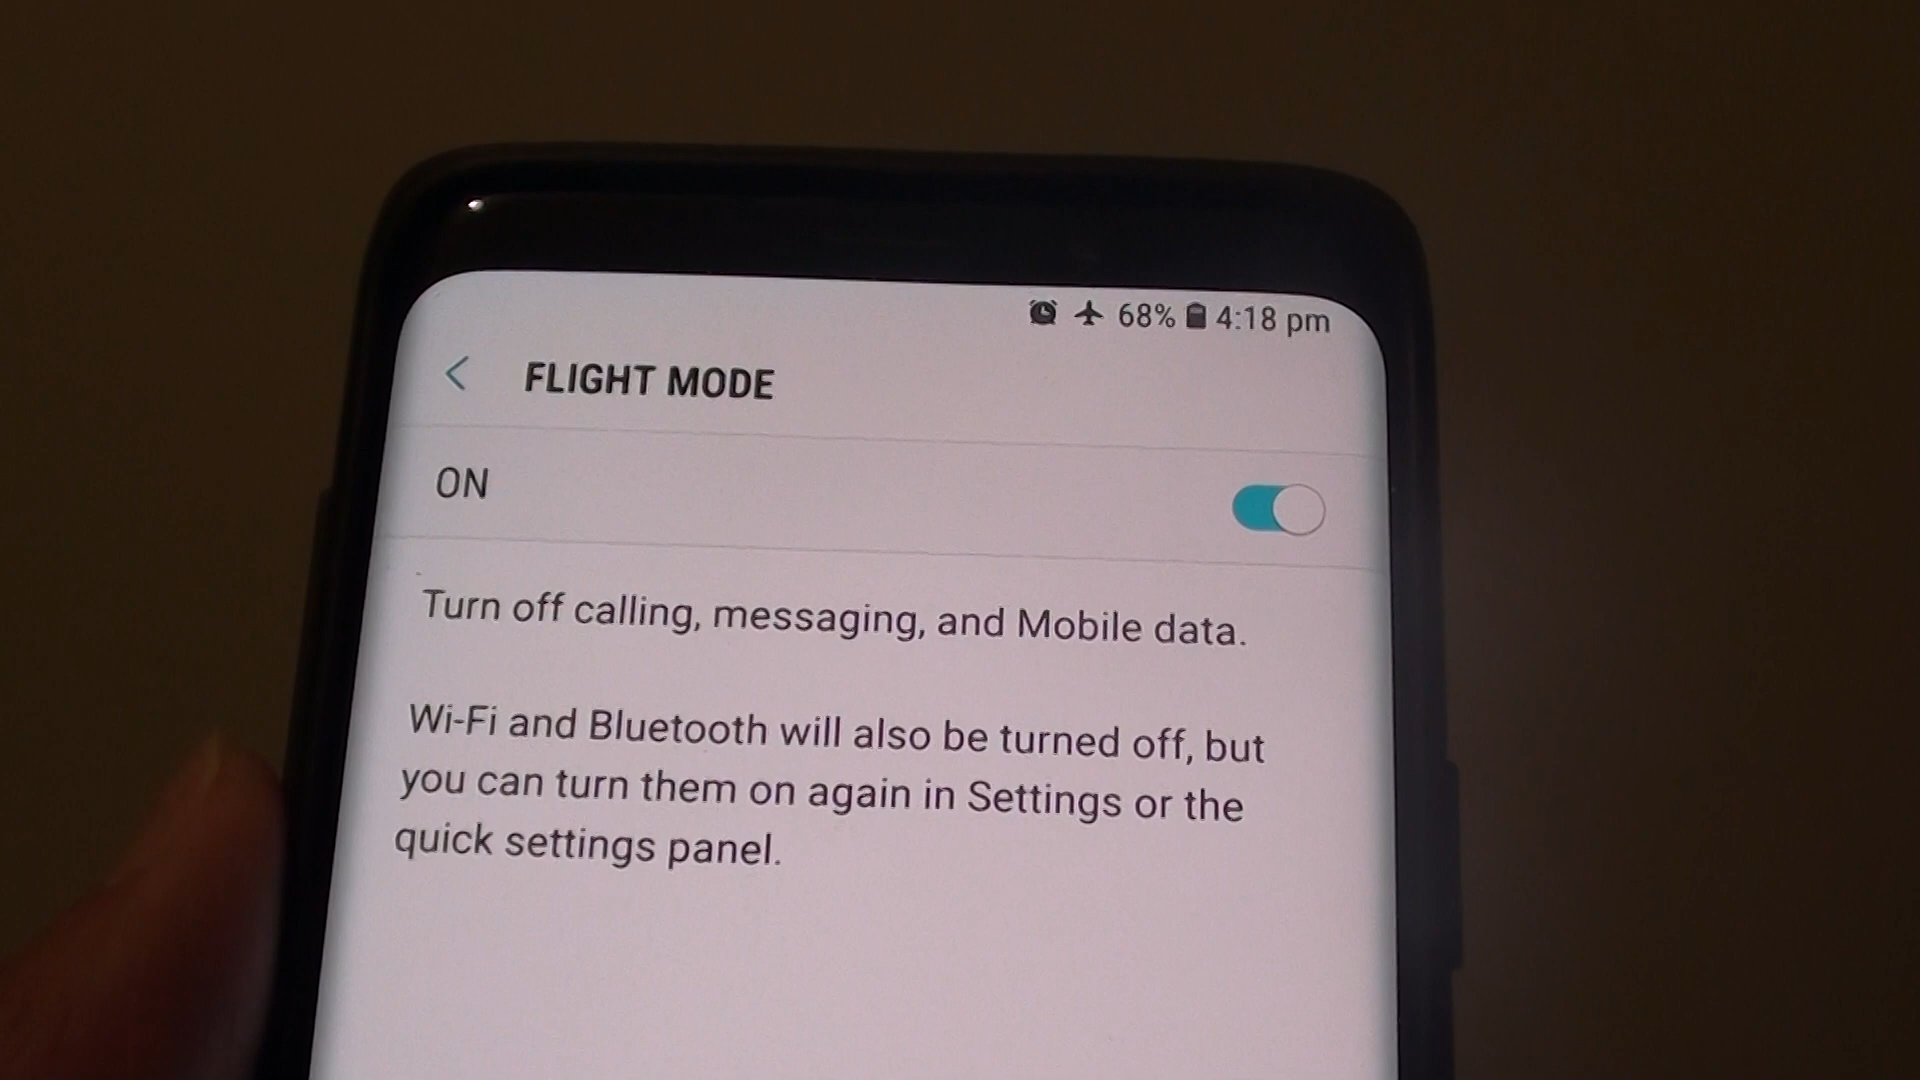 68% 4:18 pm
FLIGHT MODE
ON
Turn off calling, messaging, and Mobile data.
Wi-Fi and Bluetooth will also be turned off, but
you can turn them on again in Settings or the
quick settings panel.